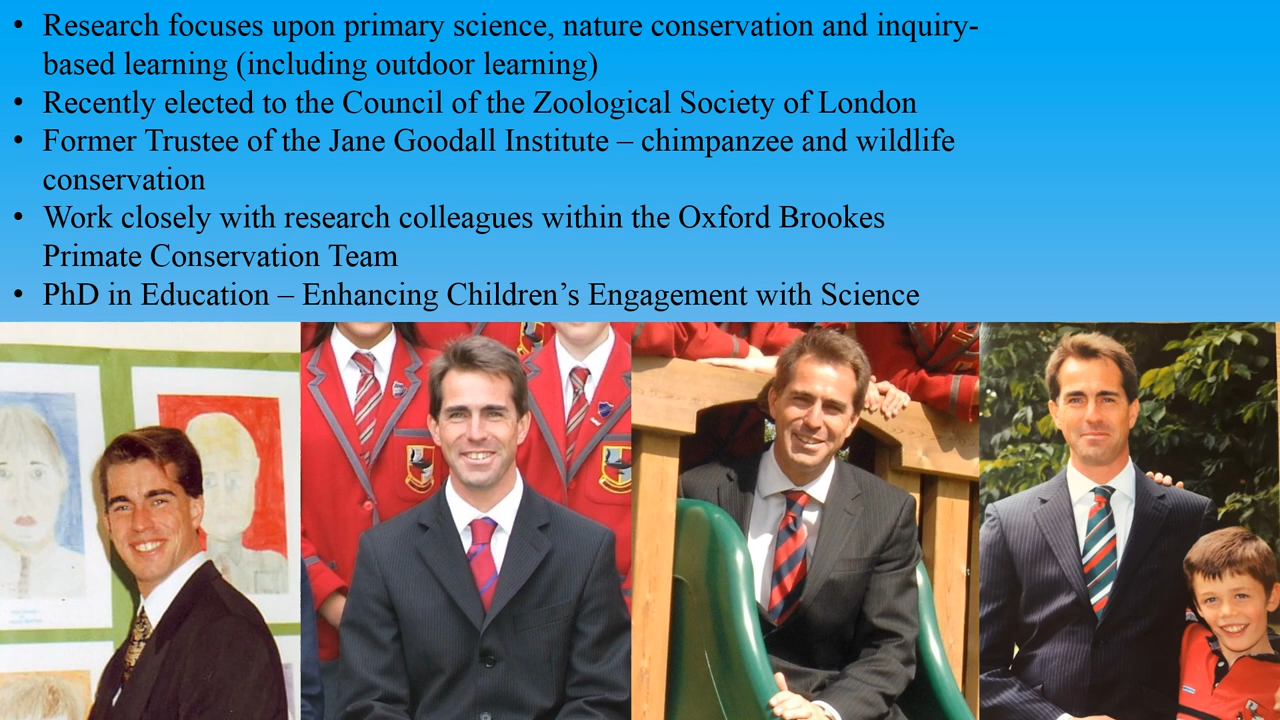 • Research focuses upon primary science, nature conservation and inquiry-
based learning (including outdoor learning)
• Recently elected to the Council of the Zoological Society of London
• Former Trustee of the Jane Goodall Institute – chimpanzee and wildlife
conservation
• Work closely with research colleagues within the Oxford Brookes
Primate Conservation Team
• PhD in Education – Enhancing Children’s Engagement with Science